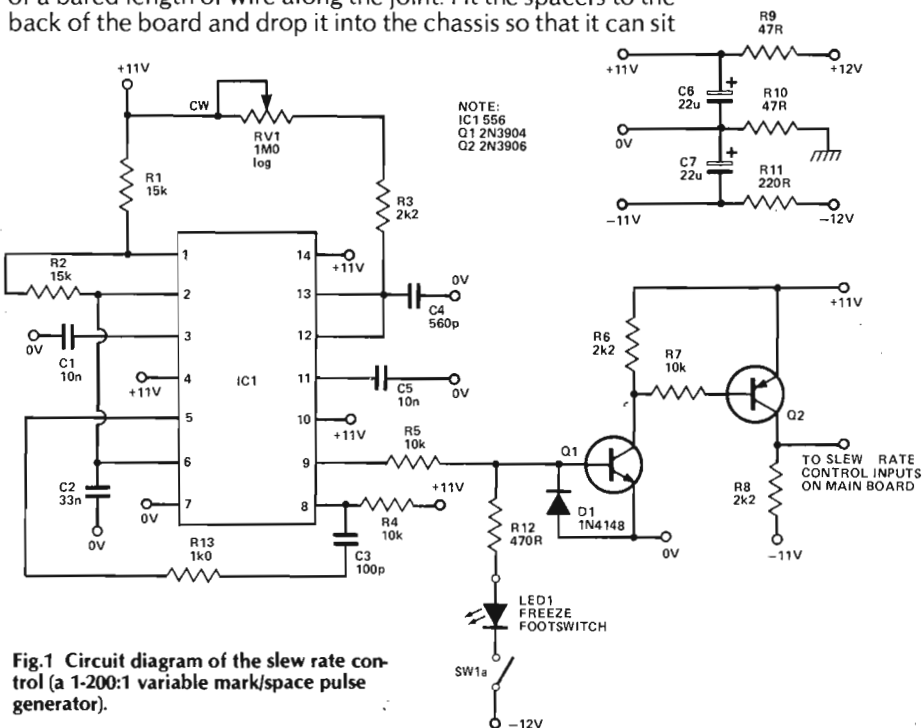 of a bared length of wire along the joint. Fit the spacers to the
back of the board and drop it into the chassis so that it can sit
+11V
CW
RV1
1M0
log
R1
15k
R3
2k2
NOTE:
IC1 556
Q1 2N3904
Q2 2N3906
R9
47R
+11V
+12V
C6
22u
+
R10
47R
0V
C7
22u
+
R11
220R
-11V
-12V
R2
15k
1
2
3
4
5
6
7
14
13
12
11
10
9
8
IC1
+11V
0V
C4
560p
0V
C1
10n
+11V
C5
10n
0V
+11V
R5
10k
C2
33n
0V
0V
+11V
R4
10k
C3
100p
R13
1k0
R6
2k2
R7
10k
+11V
Q1
Q2
TO SLEW RATE
CONTROL INPUTS
ON MAIN BOARD
R8
2k2
-11V
D1
1N4148
0V
R12
470R
LED1
FREEZE
FOOTSWITCH
SW1a
-12V
Fig.1 Circuit diagram of the slew rate con-
trol (a 1-200:1 variable mark/space pulse
generator).